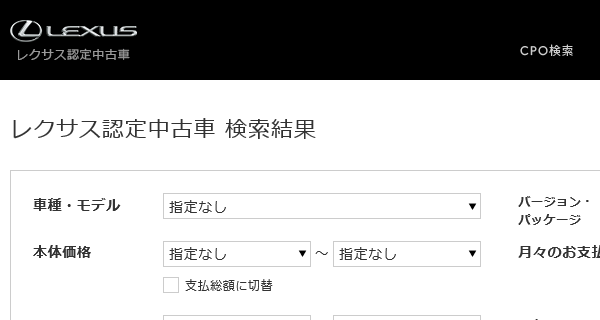 LEXUS
レクサス認定中古車
CPO検索
レクサス認定中古車 検索結果
車種・モデル
指定なし
バージョン・
パッケージ
本体価格
指定なし ～ 指定なし
月々のお支払
支払総額に切替